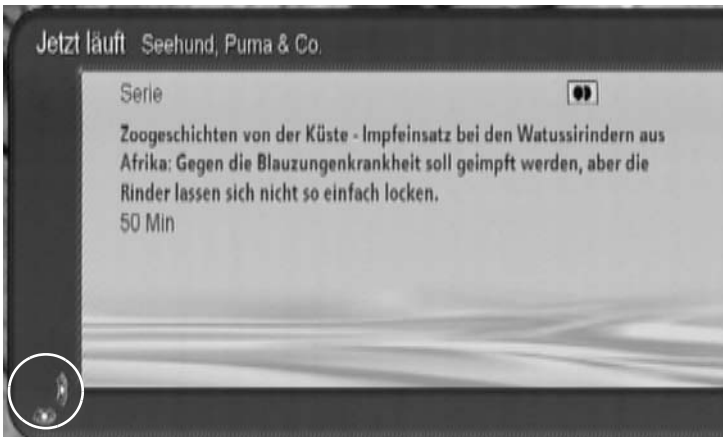 Jetzt läuft Seehund, Puma & Co.
Serie
Zoogeschichten von der Küste - Impfeinsatz bei den Watussirindern aus
Afrika: Gegen die Blauzungenkrankheit soll geimpft werden, aber die
Rinder lassen sich nicht so einfach locken.
50 Min